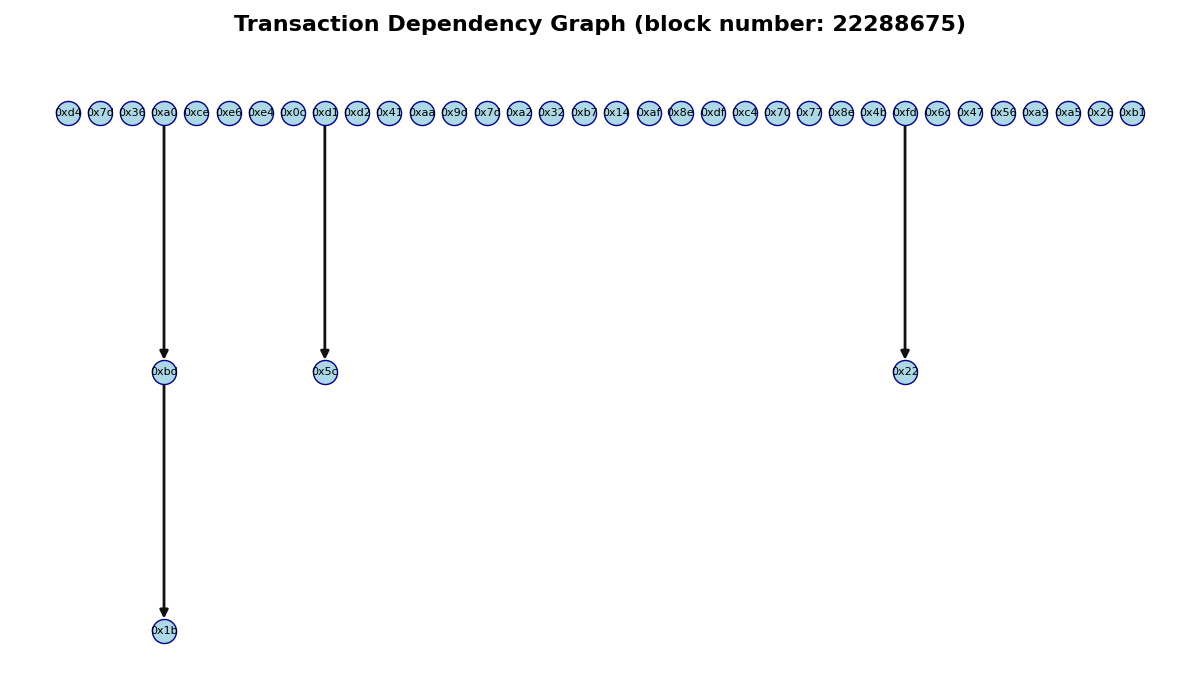 Transaction Dependency Graph (block number: 22288675)
0xd4 0x7d 0x36 0xa0 0xce 0xe6 0xe4 0x0c 0xd1 0xd2 0x41 0xaa 0x9d 0x7d 0xa2 0x32 0xb7 0x14 0xaf 0x8e 0xdf 0xc4 0x70 0x77 0x8e 0x4b 0xfd 0x6c 0x47 0x56 0xa9 0xa5 0x26 0xb1
0xbd 0x5c 0x22
0x1b